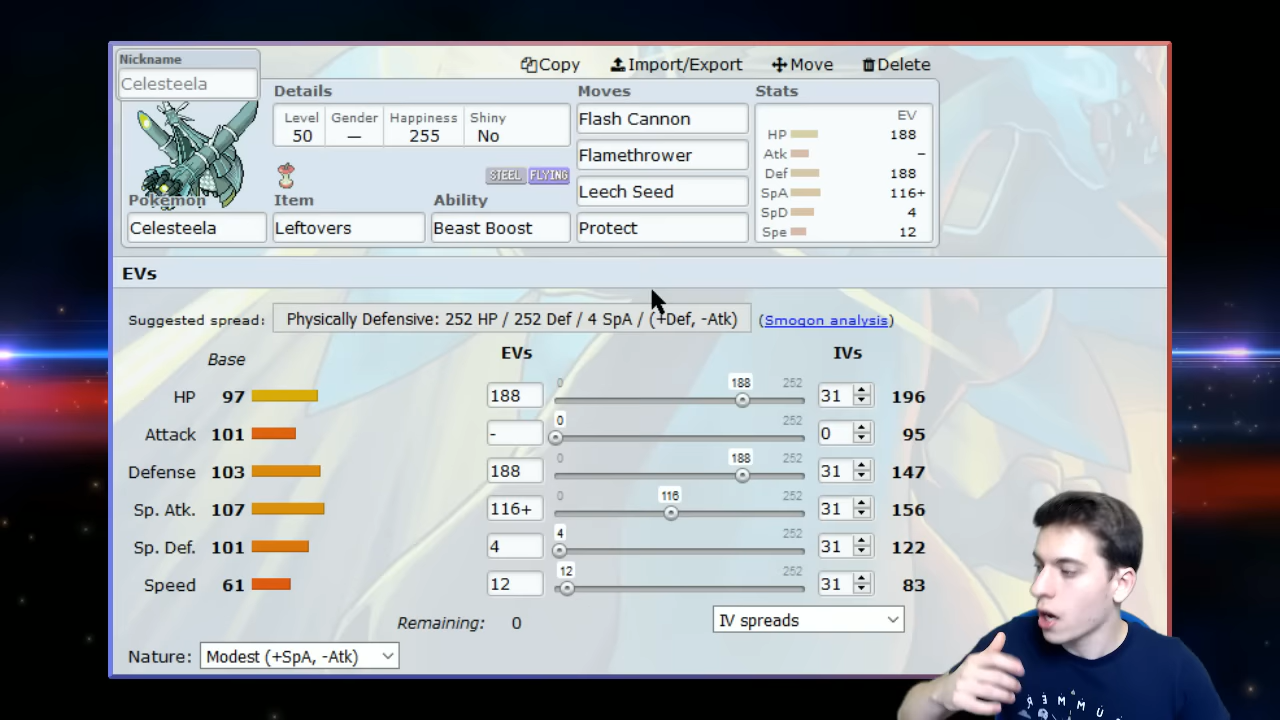 Nickname
Celesteela
Copy Import/Export Move Delete
Details
Level Gender Happiness Shiny
50 — 255 No
STEEL FLYING
Pokémon Item Ability
Celesteela Leftovers Beast Boost
Moves
Flash Cannon
Flamethrower
Leech Seed
Protect
Stats
EV
HP 188
Atk –
Def 188
SpA 116+
SpD 4
Spe 12
EVs
Suggested spread: Physically Defensive: 252 HP / 252 Def / 4 SpA / (+Def, -Atk) (Smogon analysis)
Base EVs IVs
HP 97 188 0 188 252 31 196
Attack 101 - 0 252 0 95
Defense 103 188 0 188 252 31 147
Sp. Atk. 107 116+ 0 116 252 31 156
Sp. Def. 101 4 4 252 31 122
Speed 61 12 12 252 31 83
Remaining: 0 IV spreads
Nature: Modest (+SpA, -Atk)